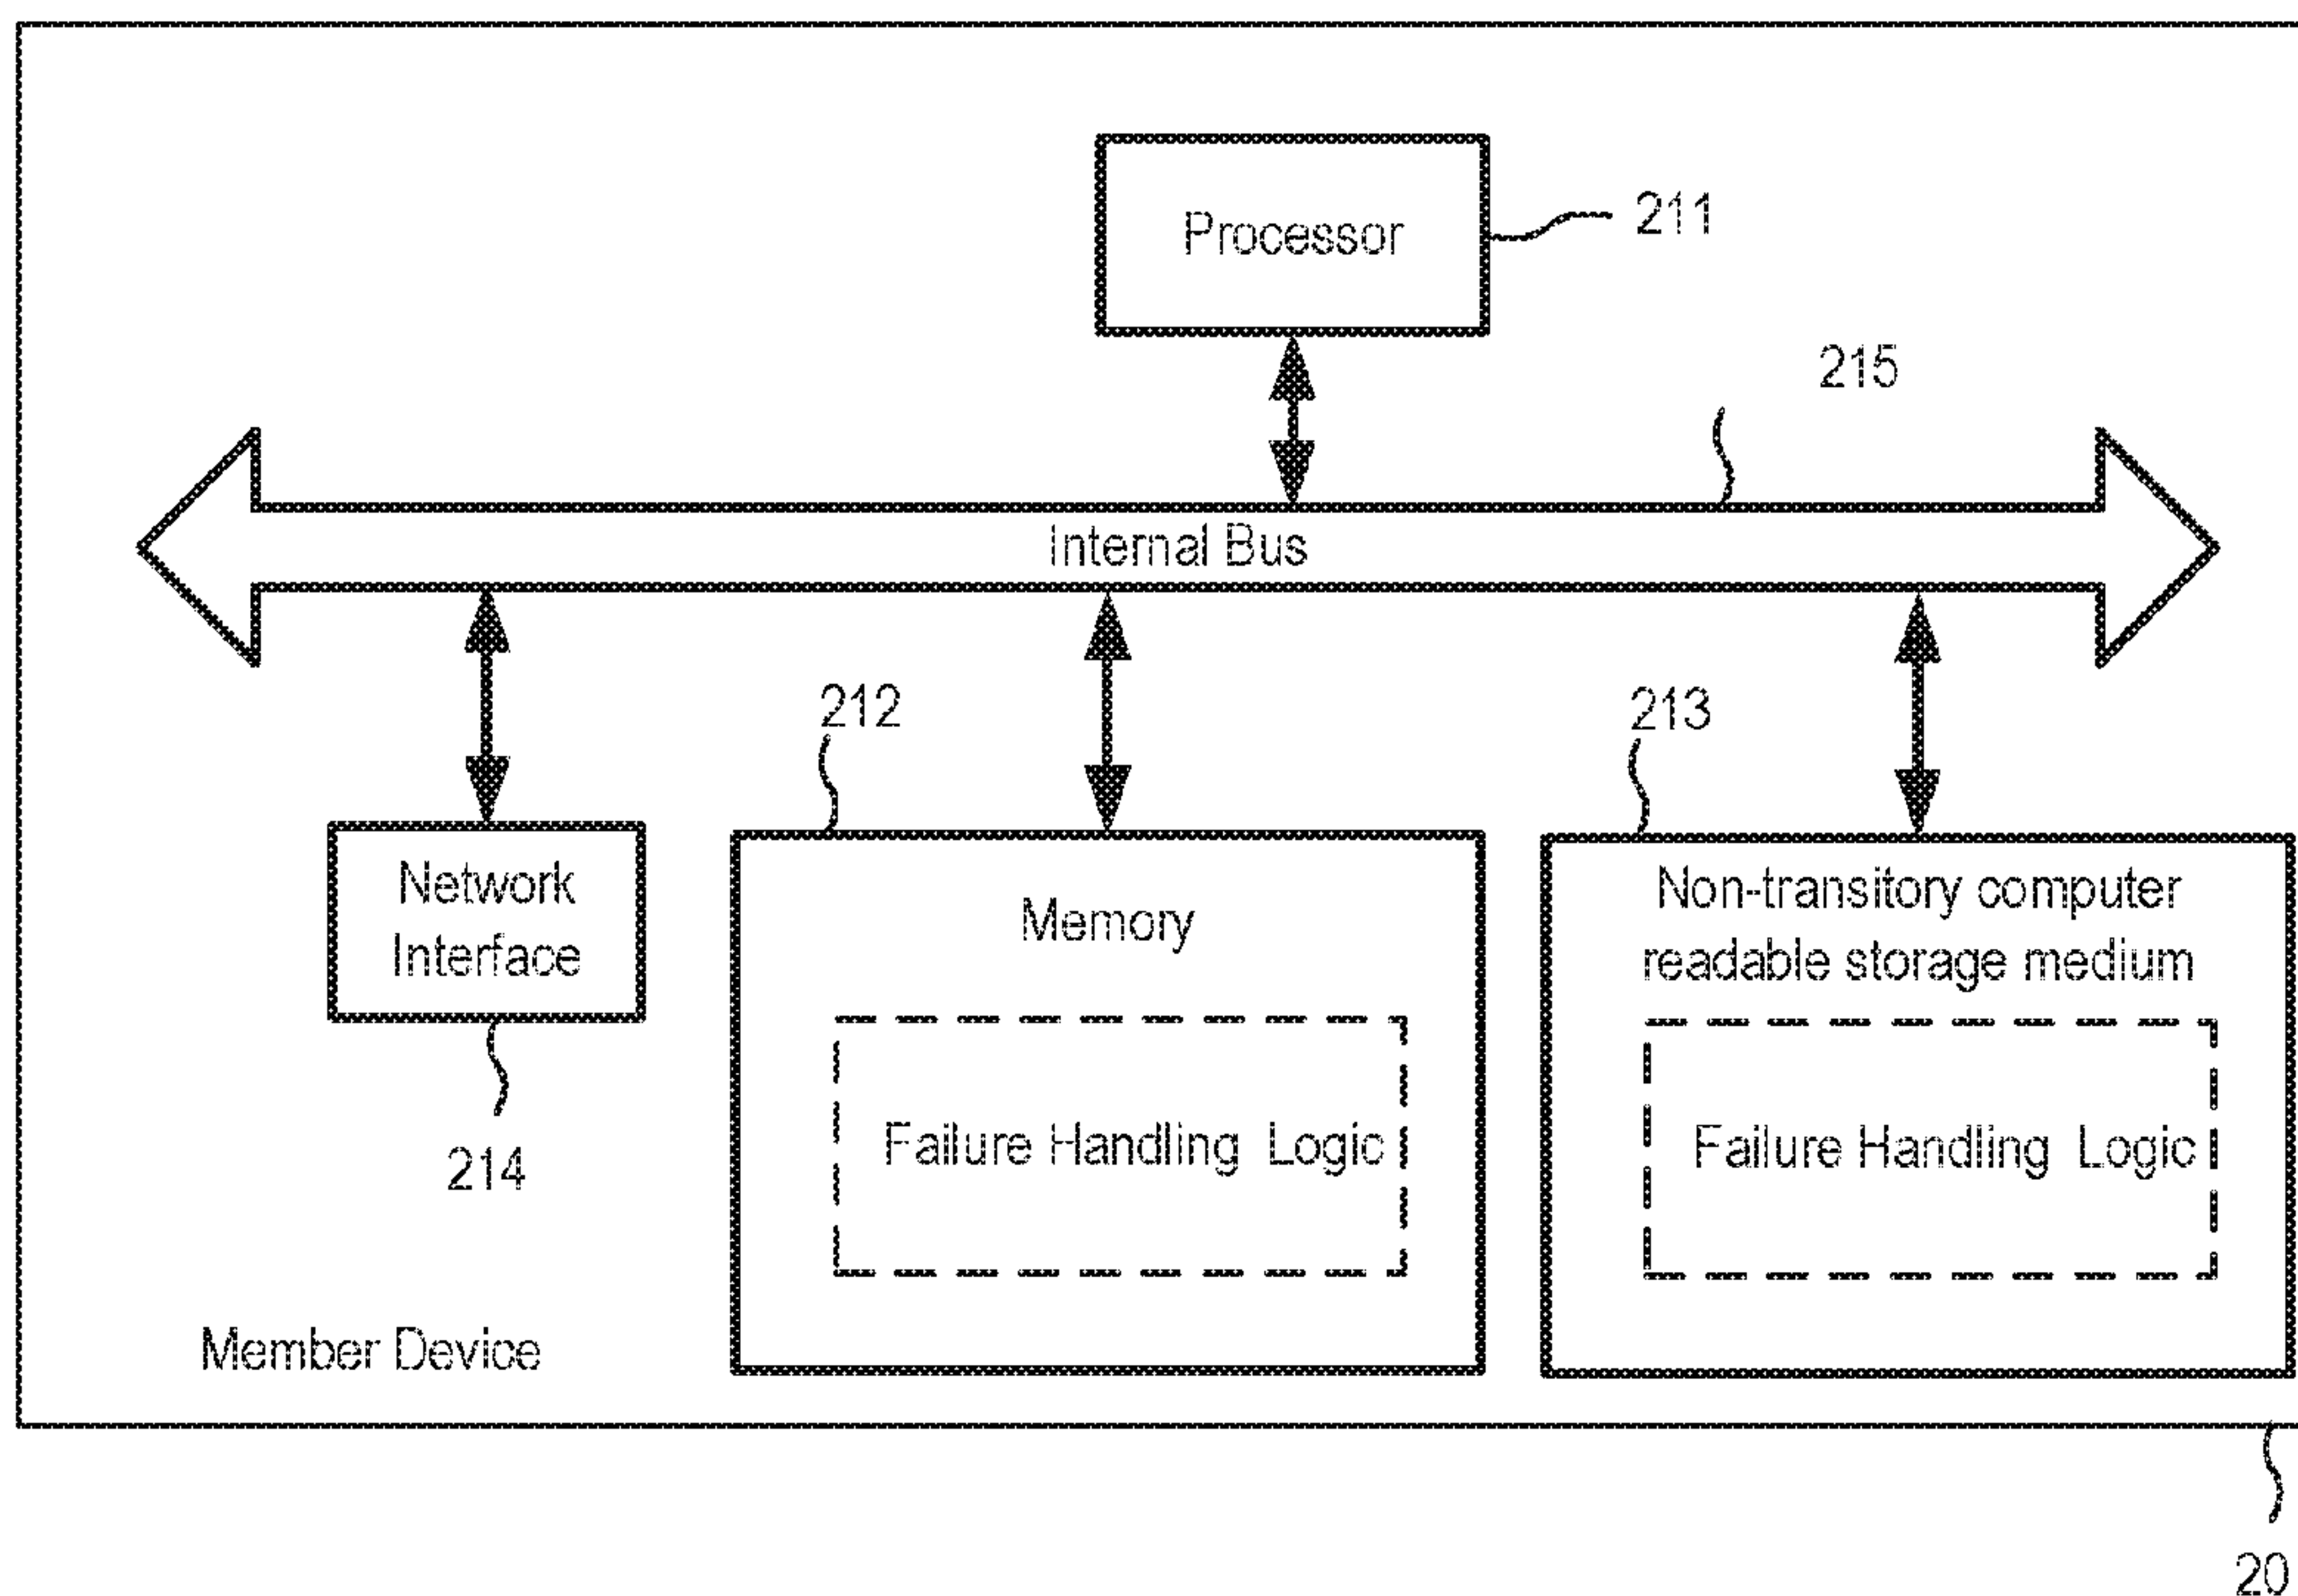 Processor
211
215
Internal Bus
212
213
Network
Interface
Memory
Non-transitory computer
readable storage medium
Failure Handling Logic
Failure Handling Logic
214
Member Device
20